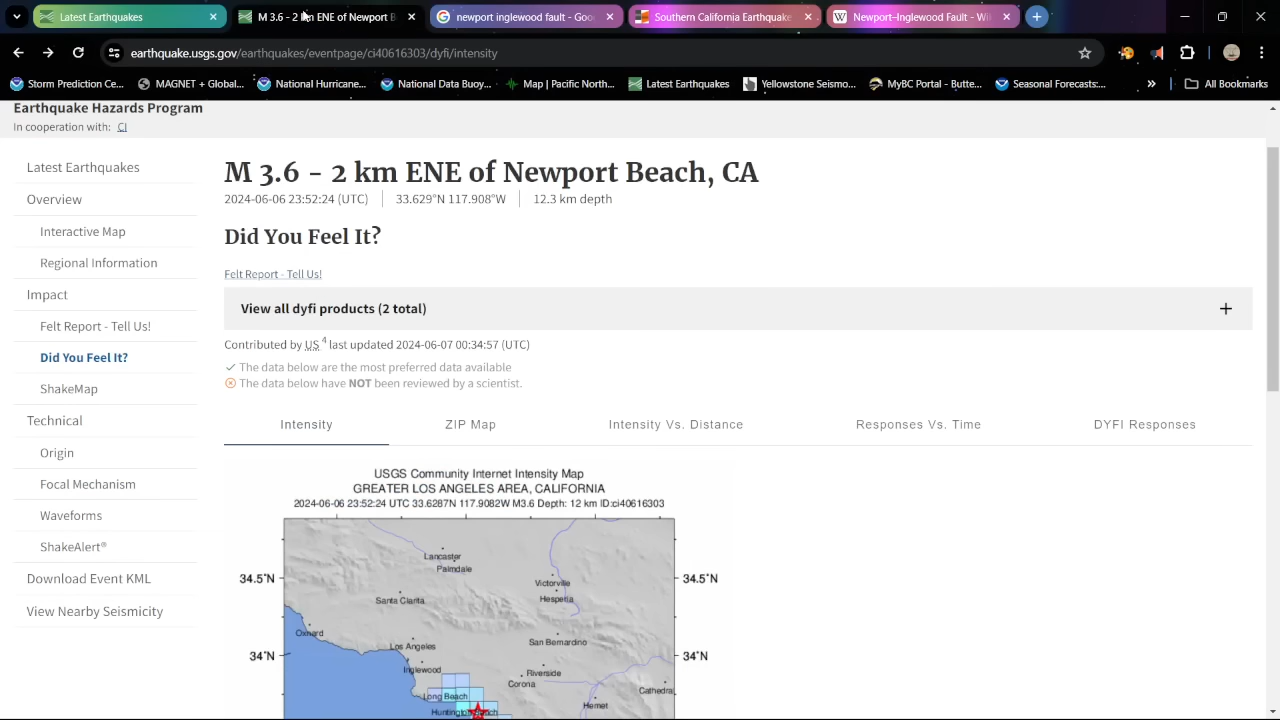 Latest Earthquakes
M 3.6 - 2 km ENE of Newport B
newport inglewood fault - Goo
Southern California Earthquake
Newport–Inglewood Fault - Wi
earthquake.usgs.gov/earthquakes/eventpage/ci40616303/dyfi/intensity
Storm Prediction Ce...
MAGNET + Global...
National Hurricane...
National Data Buoy...
Map | Pacific North...
Latest Earthquakes
Yellowstone Seismo...
MyBC Portal - Butte...
Seasonal Forecasts:...
All Bookmarks
Earthquake Hazards Program
In cooperation with: CI
Latest Earthquakes
Overview
Interactive Map
Regional Information
Impact
Felt Report - Tell Us!
Did You Feel It?
ShakeMap
Technical
Origin
Focal Mechanism
Waveforms
ShakeAlert®
Download Event KML
View Nearby Seismicity
M 3.6 - 2 km ENE of Newport Beach, CA
2024-06-06 23:52:24 (UTC)
33.629°N 117.908°W
12.3 km depth
Did You Feel It?
Felt Report - Tell Us!
View all dyfi products (2 total)
Contributed by US 4 last updated 2024-06-07 00:34:57 (UTC)
The data below are the most preferred data available
The data below have NOT been reviewed by a scientist.
Intensity
ZIP Map
Intensity Vs. Distance
Responses Vs. Time
DYFI Responses
USGS Community Internet Intensity Map
GREATER LOS ANGELES AREA, CALIFORNIA
2024-06-06 23:52:24 UTC 33.6287N 117.9082W M3.6 Depth: 12 km ID:ci40616303
Lancaster
Palmdale
34.5°N
34.5°N
Victorville
Hesperia
Santa Clarita
Oxnard
Los Angeles
San Bernardino
34°N
34°N
Inglewood
Riverside
Corona
Cathedra
Long Beach
Hemet
Huntington Beach